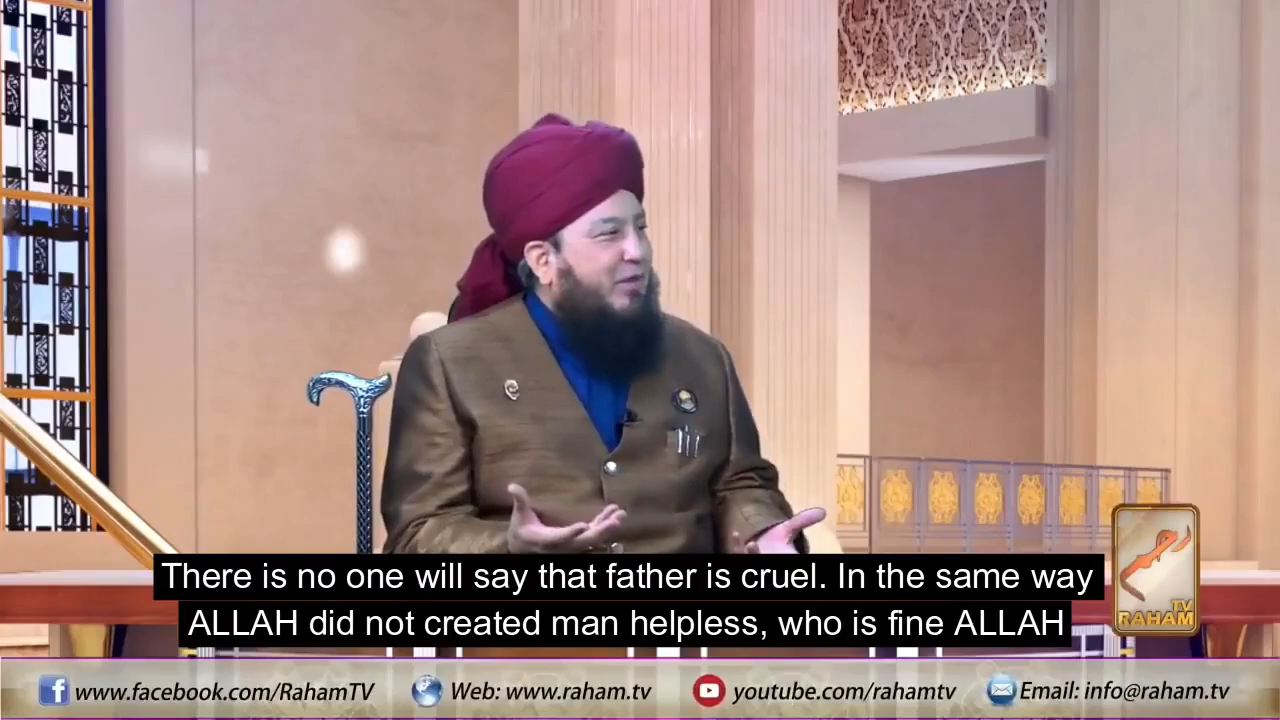 There is no one will say that father is cruel. In the same way
ALLAH did not created man helpless, who is fine ALLAH
رحم
TV
RAHAM
www.facebook.com/RahamTV
Web: www.raham.tv
youtube.com/rahamtv
Email: info@raham.tv